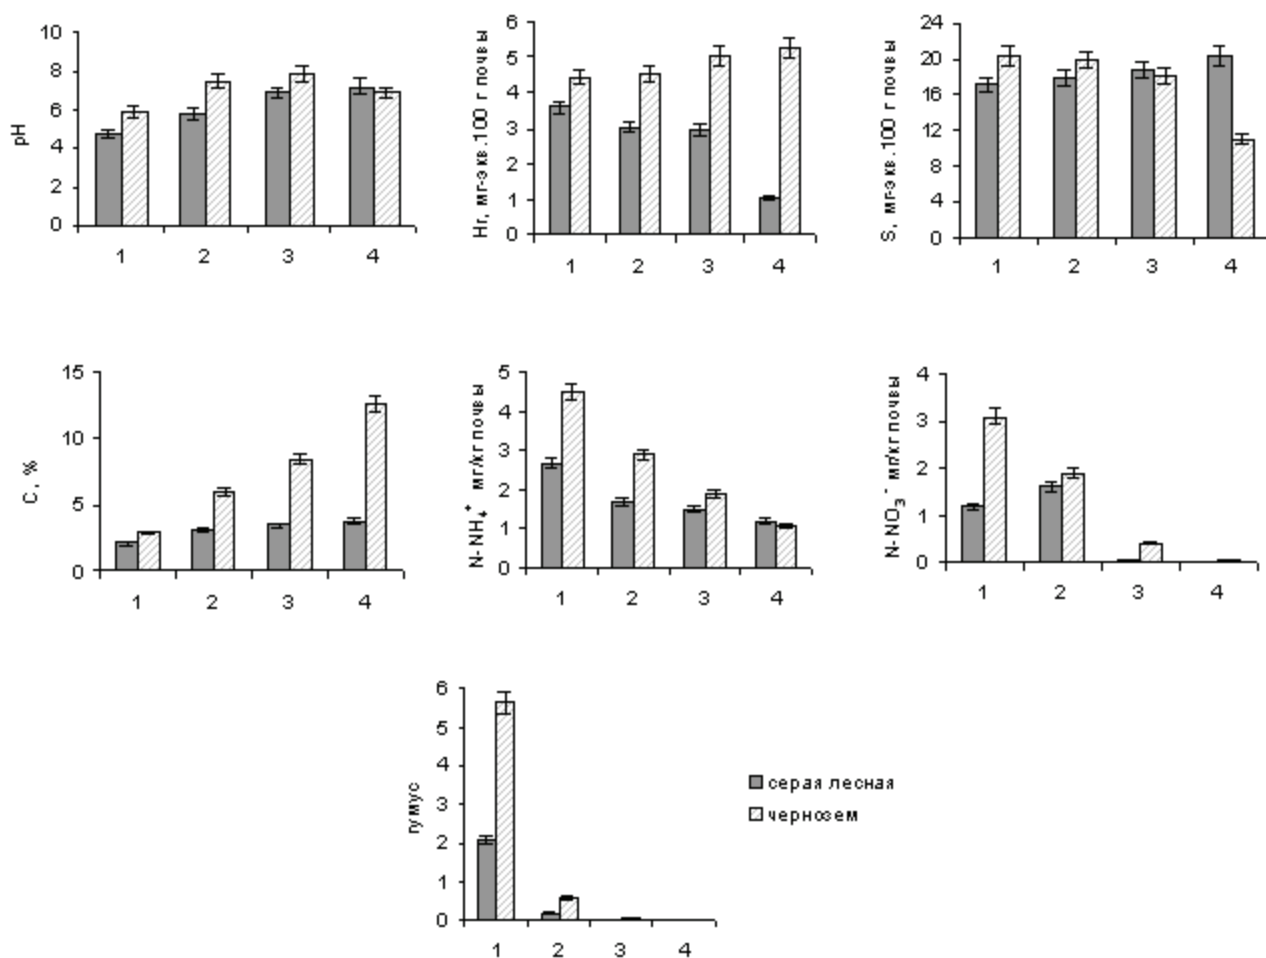 10
8
6
4
2
0
pH
1 2 3 4
6
5
4
3
2
1
0
Нг, мг-экв.100 г почвы
1 2 3 4
24
20
16
12
8
4
0
S, мг-экв.100 г почвы
1 2 3 4
15
10
5
0
C, %
1 2 3 4
5
4
3
2
1
0
N-NH₄⁺ мг/кг почвы
1 2 3 4
4
3
2
1
0
N-NO₃⁻ мг/кг почвы
1 2 3 4
6
5
4
3
2
1
0
гумус
1 2 3 4
серая лесная
чернозем